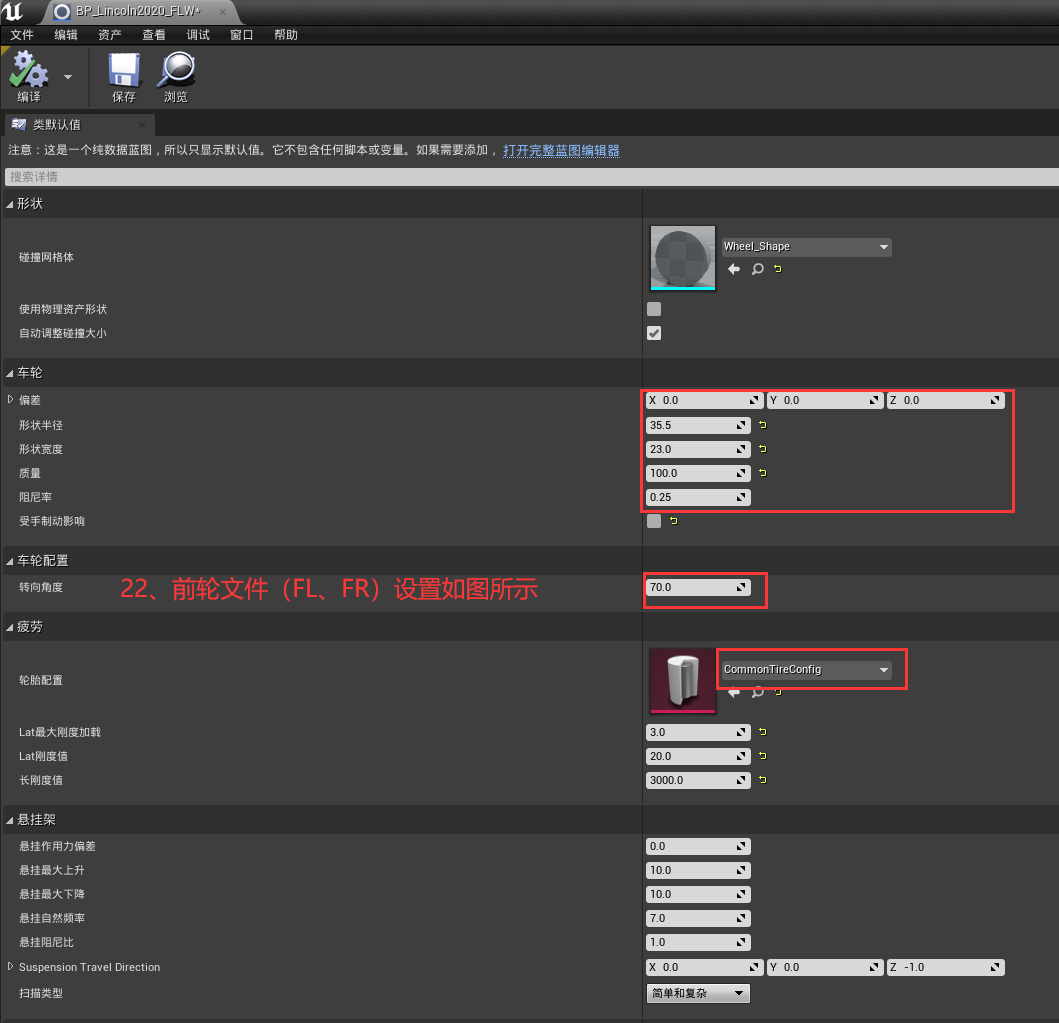 BP_Lincoln2020_FLW*
文件 编辑 资产 查看 调试 窗口 帮助
编译 保存 浏览
类默认值
注意：这是一个纯数据蓝图，所以只显示默认值。它不包含任何脚本或变量。如果需要添加，打开完整蓝图编辑器
搜索详情
形状
碰撞网格体 Wheel_Shape
使用物理资产形状
自动调整碰撞大小
车轮
偏差 X 0.0 Y 0.0 Z 0.0
形状半径 35.5
形状宽度 23.0
质量 100.0
阻尼率 0.25
受手制动影响
车轮配置
转向角度 22、前轮文件（FL、FR）设置如图所示 70.0
疲劳
轮胎配置 CommonTireConfig
Lat最大刚度加载 3.0
Lat刚度值 20.0
长刚度值 3000.0
悬挂架
悬挂作用力偏差 0.0
悬挂最大上升 10.0
悬挂最大下降 10.0
悬挂自然频率 7.0
悬挂阻尼比 1.0
Suspension Travel Direction X 0.0 Y 0.0 Z -1.0
扫描类型 简单和复杂